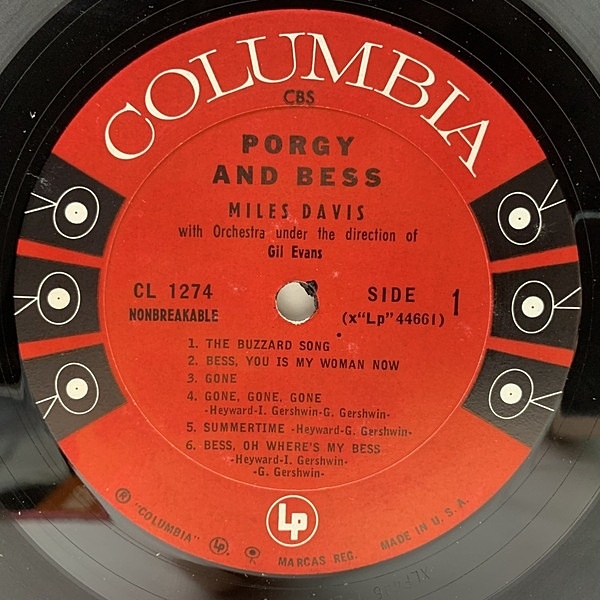 COLUMBIA
CBS
PORGY
AND BESS
MILES DAVIS
with Orchestra under the direction of
Gil Evans
CL 1274
NONBREAKABLE
SIDE 1
(x"Lp"44661)
1. THE BUZZARD SONG
2. BESS, YOU IS MY WOMAN NOW
3. GONE
4. GONE, GONE, GONE
-Heyward-I. Gershwin-G. Gershwin-
5. SUMMERTIME -Heyward-G. Gershwin-
6. BESS, OH WHERE'S MY BESS
-Heyward-I. Gershwin-
-G. Gershwin-
Lp
® "COLUMBIA" Lp. MARCAS REG. MADE IN U.S.A.